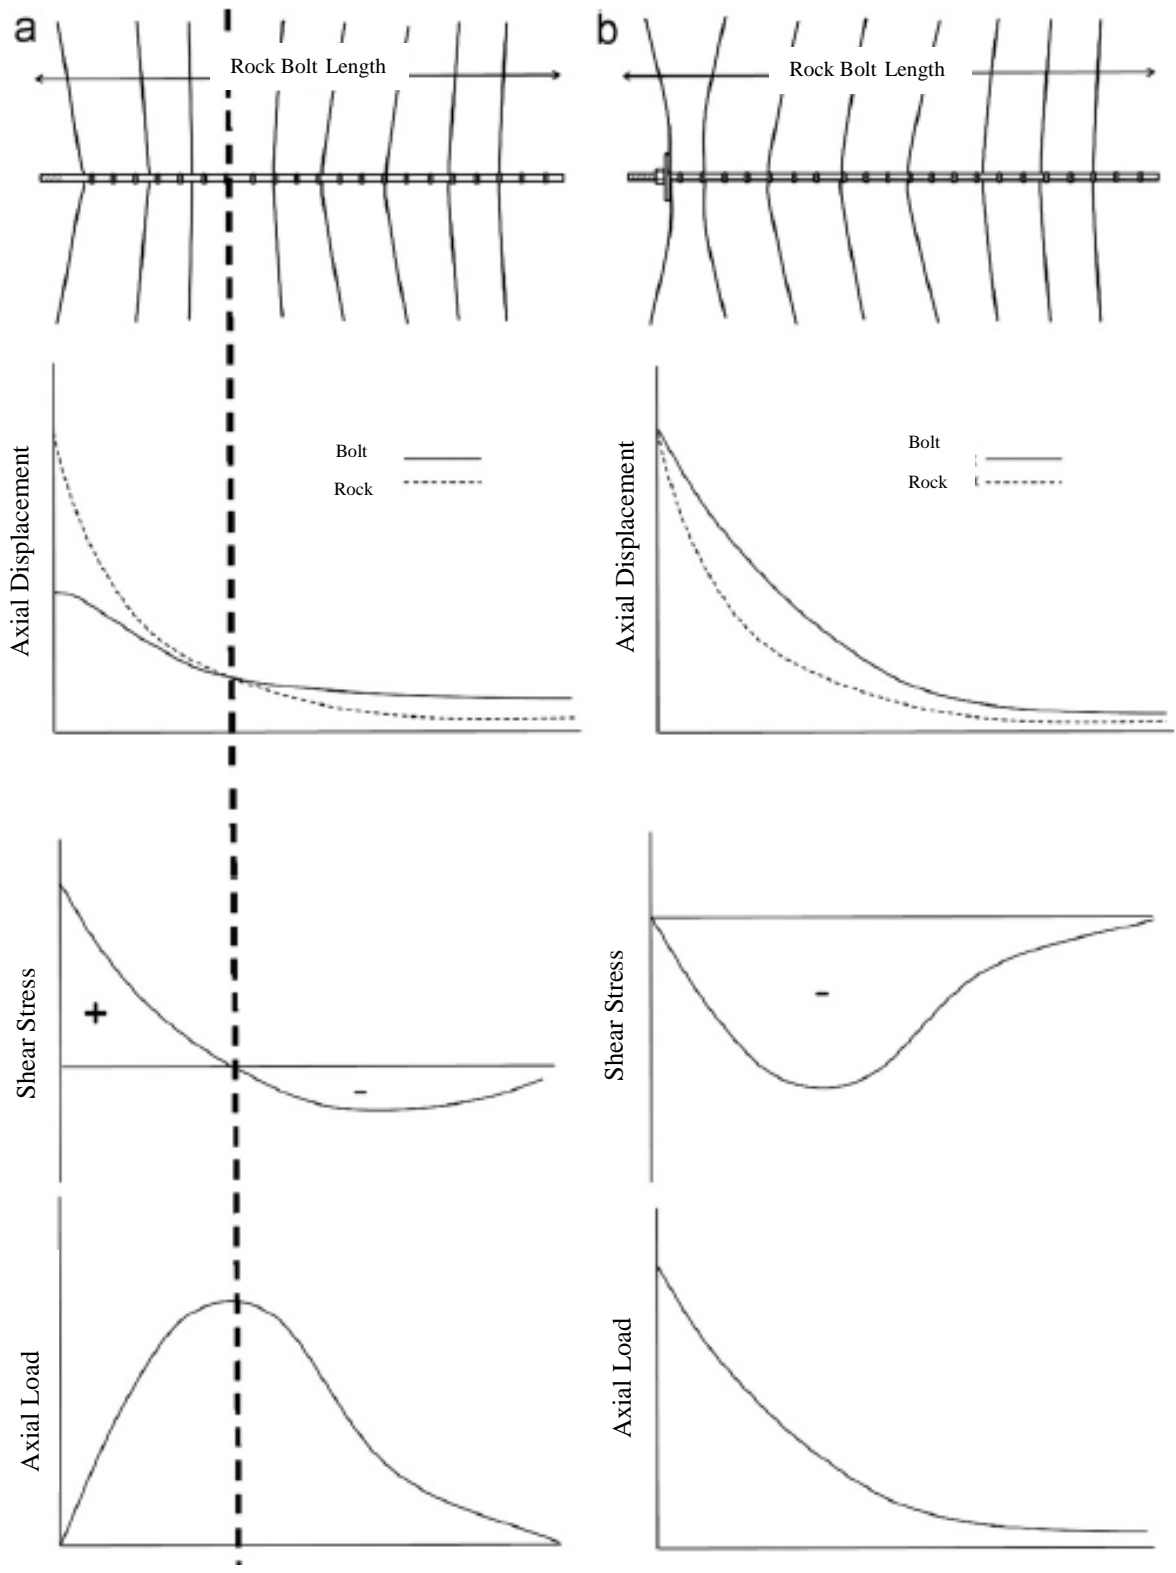 a
Rock Bolt Length
b
Rock Bolt Length
Axial Displacement
Bolt
Rock
Axial Displacement
Bolt
Rock
Shear Stress
+
-
Shear Stress
-
Axial Load
Axial Load